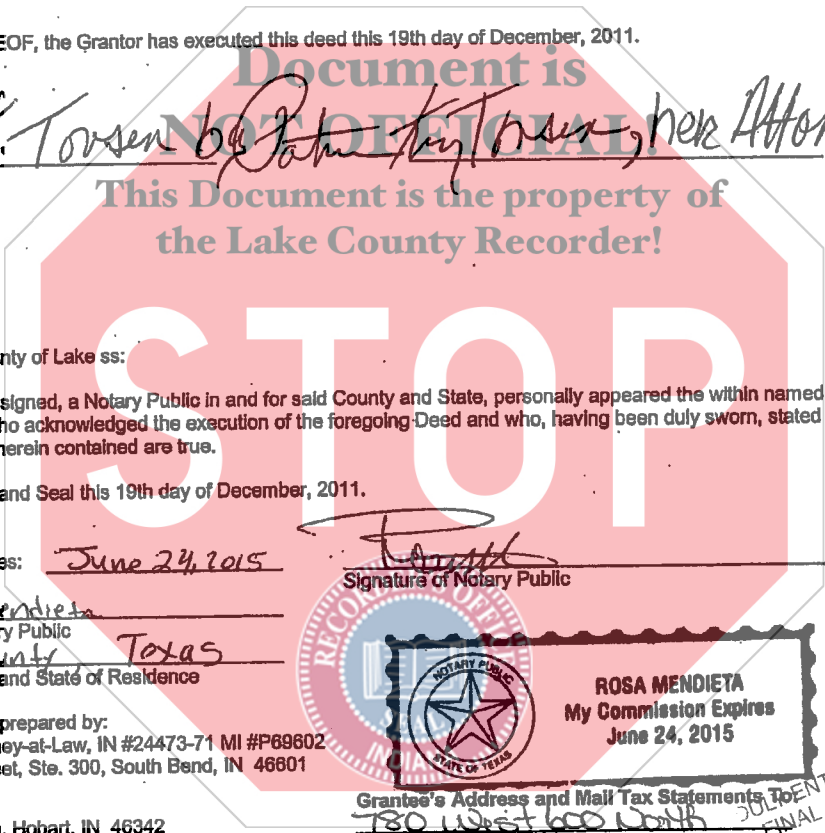 EOF, the Grantor has executed this deed this 19th day of December, 2011.
Document is
NOT OFFICIAL!
This Document is the property of
the Lake County Recorder!
Torsen by Torsen, her Attor
nty of Lake ss:
signed, a Notary Public in and for said County and State, personally appeared the within named
ho acknowledged the execution of the foregoing Deed and who, having been duly sworn, stated
herein contained are true.
and Seal this 19th day of December, 2011.
STOP
es: June 24, 2015
Signature of Notary Public
endieta
ry Public
unty Texas
and State of Residence
RECORDER'S OFFICE
SEAL
INDIANA
NOTARY PUBLIC
STATE OF TEXAS
ROSA MENDIETA
My Commission Expires
June 24, 2015
prepared by:
ey-at-Law, IN #24473-71 MI #P69602
et, Ste. 300, South Bend, IN 46601
Grantee's Address and Mail Tax Statements To:
780 West 600 North
Hobart, IN 46342
FINAL